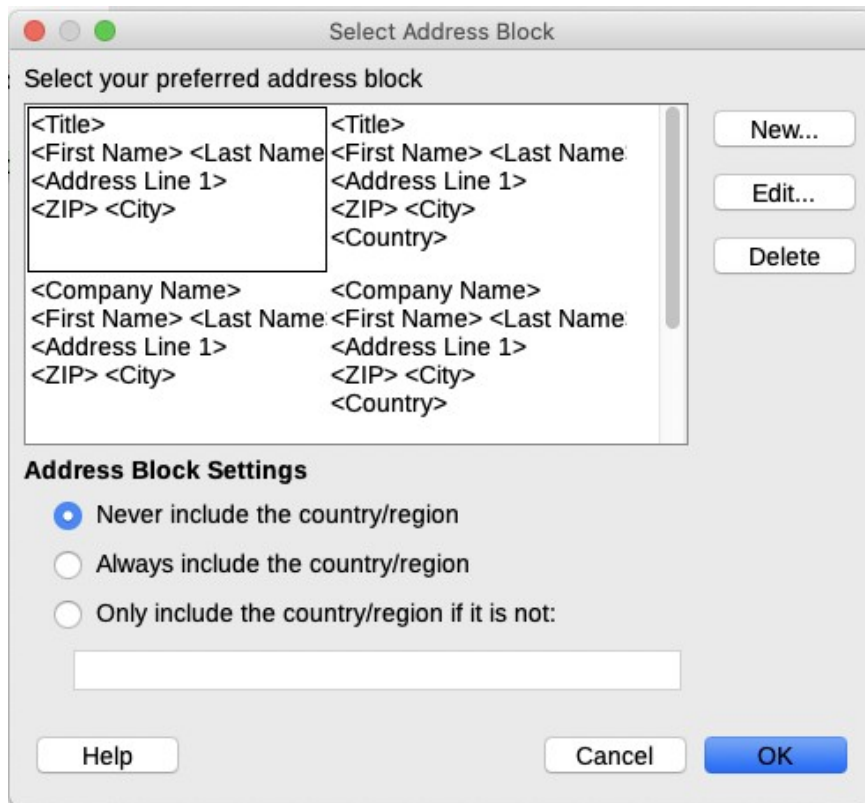 Select Address Block
Select your preferred address block
<Title>
<First Name> <Last Name
<Address Line 1>
<ZIP> <City>
<Title>
<First Name> <Last Name
<Address Line 1>
<ZIP> <City>
<Country>
<Company Name>
<First Name> <Last Name
<Address Line 1>
<ZIP> <City>
<Company Name>
<First Name> <Last Name
<Address Line 1>
<ZIP> <City>
<Country>
New...
Edit...
Delete
Address Block Settings
Never include the country/region
Always include the country/region
Only include the country/region if it is not:
Help
Cancel
OK